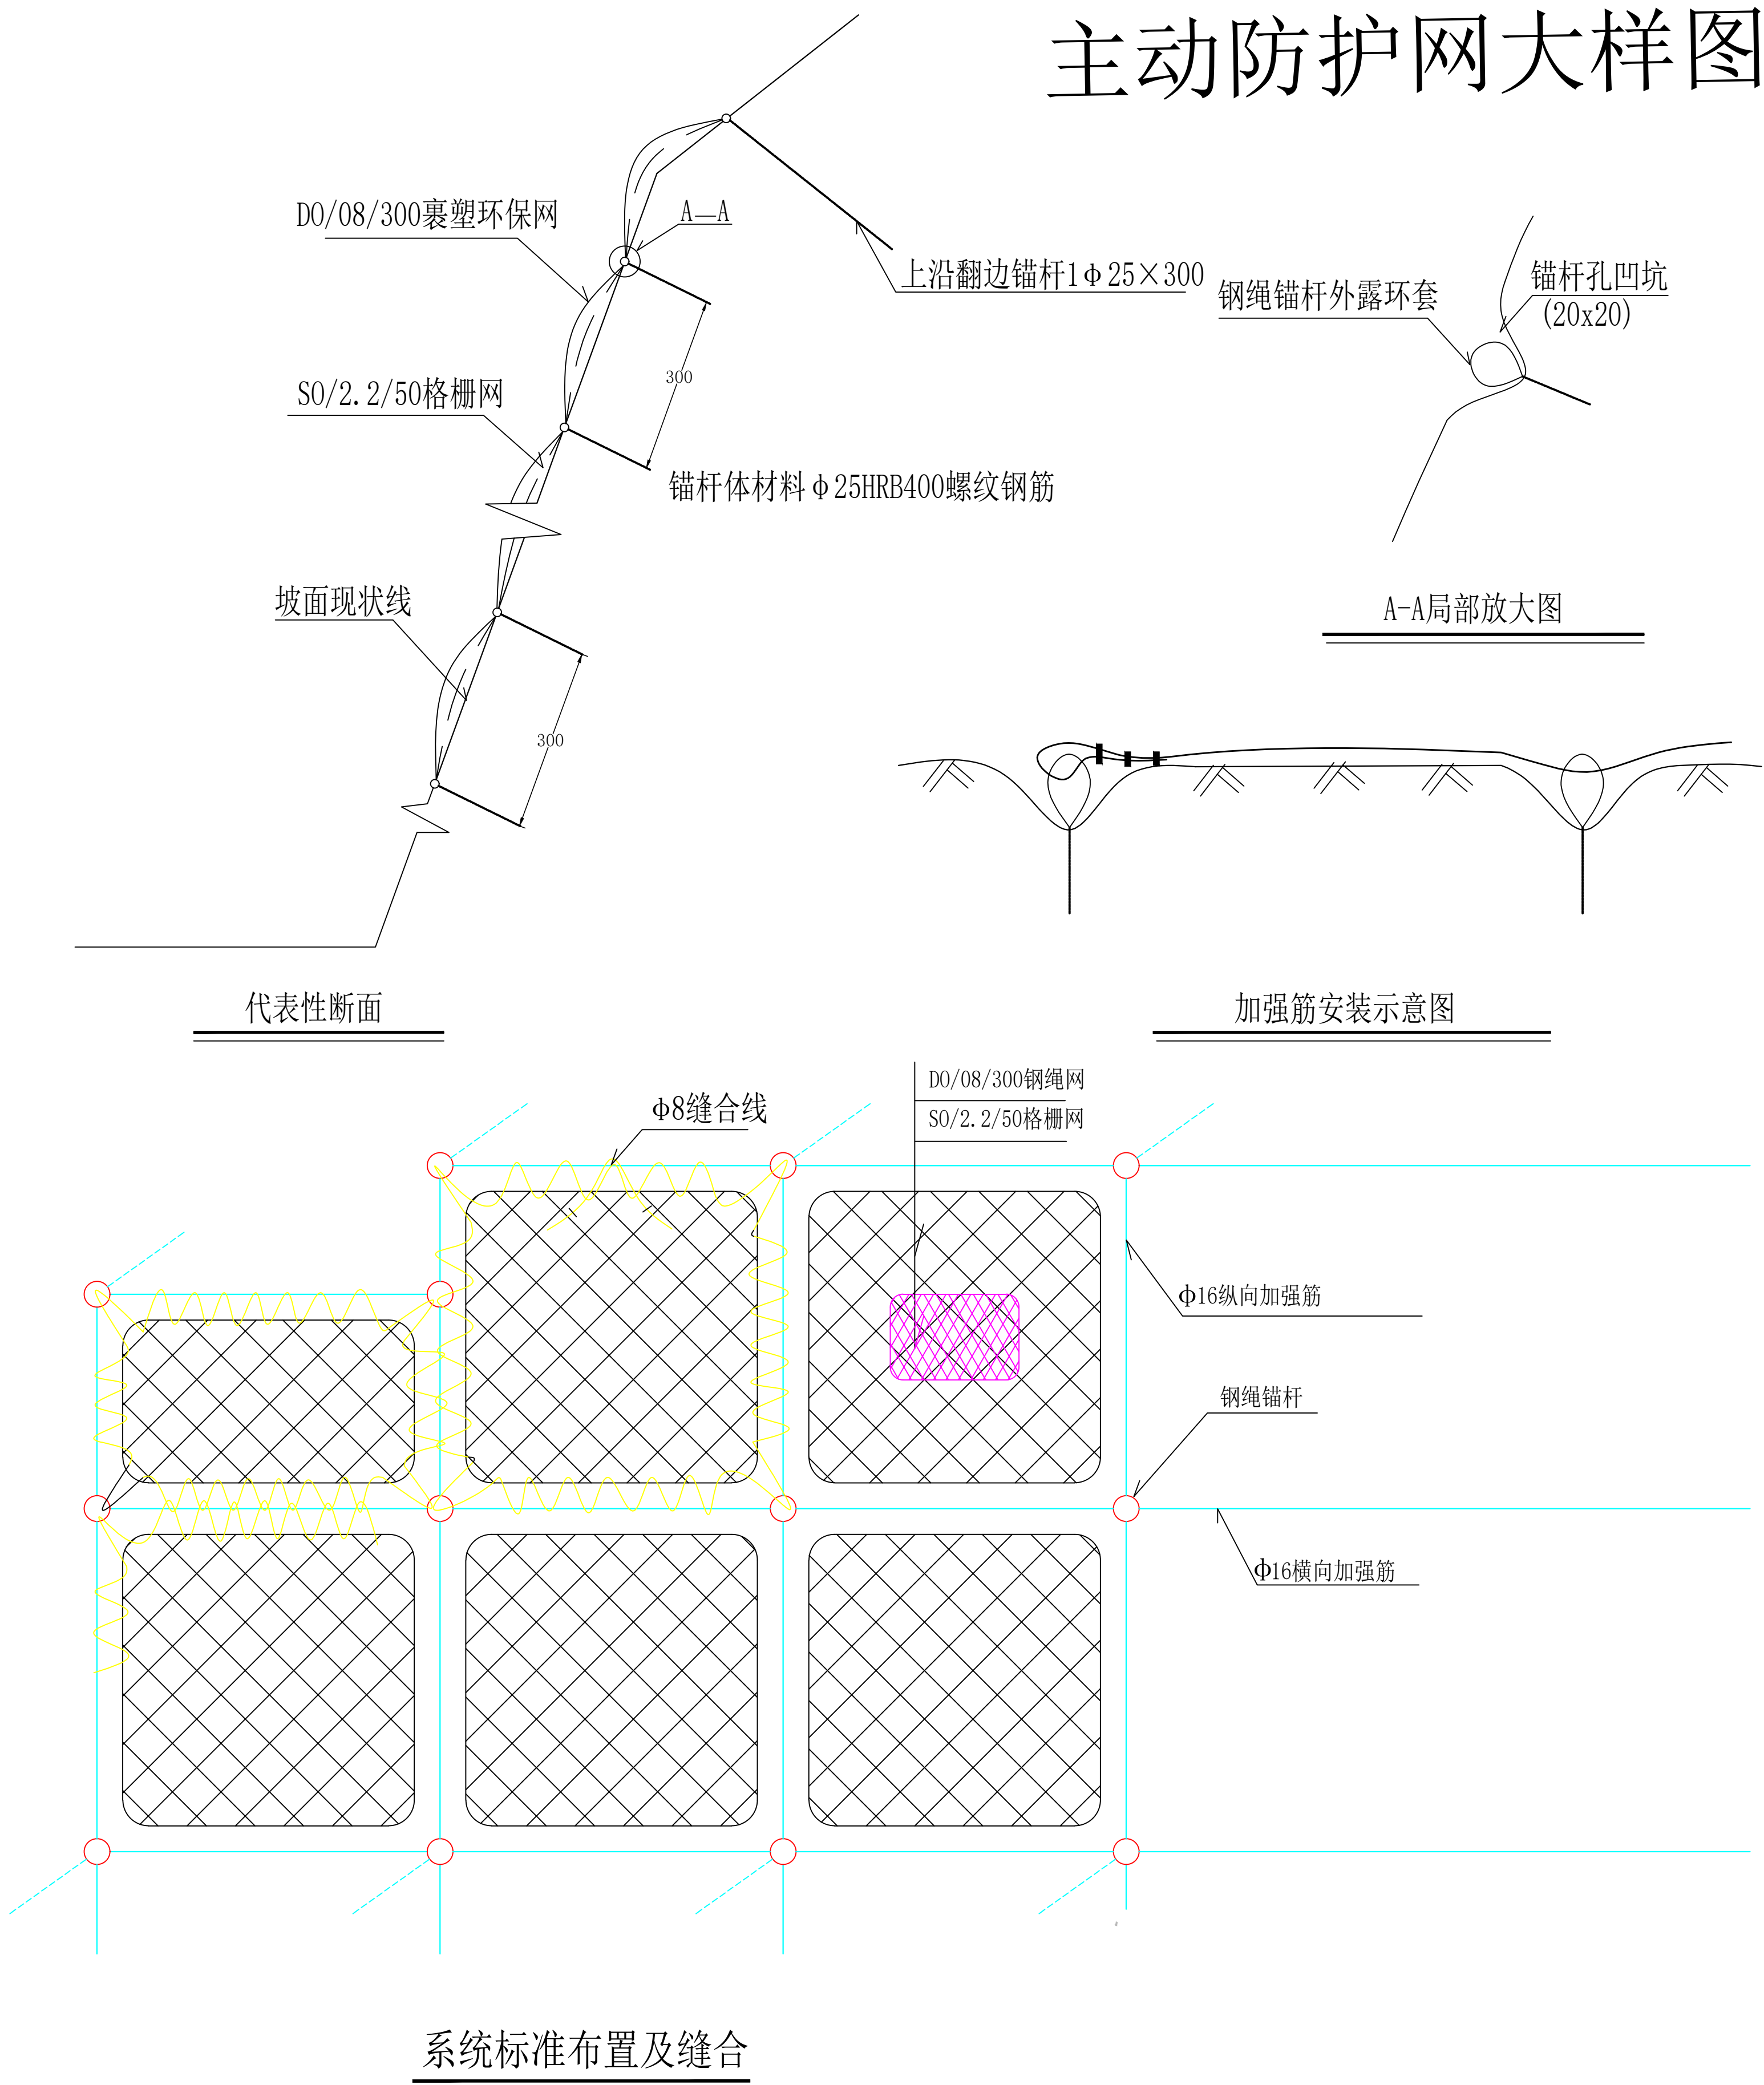 主动防护网大样图
DO/08/300裹塑环保网
A—A
上沿翻边锚杆1φ25×300
钢绳锚杆外露环套
锚杆孔凹坑
(20x20)
300
SO/2.2/50格栅网
锚杆体材料φ25HRB400螺纹钢筋
坡面现状线
A-A局部放大图
300
代表性断面
加强筋安装示意图
DO/08/300钢绳网
φ8缝合线
SO/2.2/50格栅网
φ16纵向加强筋
钢绳锚杆
φ16横向加强筋
系统标准布置及缝合